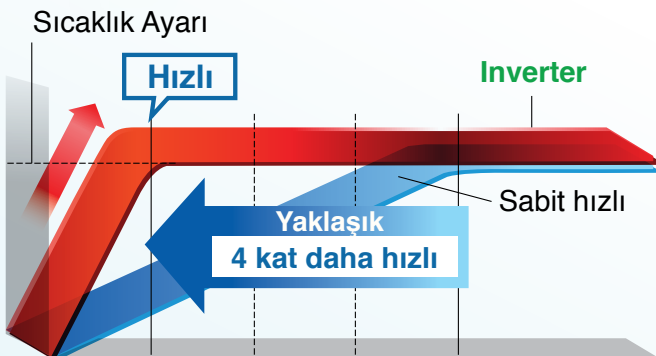 Sıcaklık Ayarı
Hızlı
Inverter
Sabit hızlı
Yaklaşık
4 kat daha hızlı